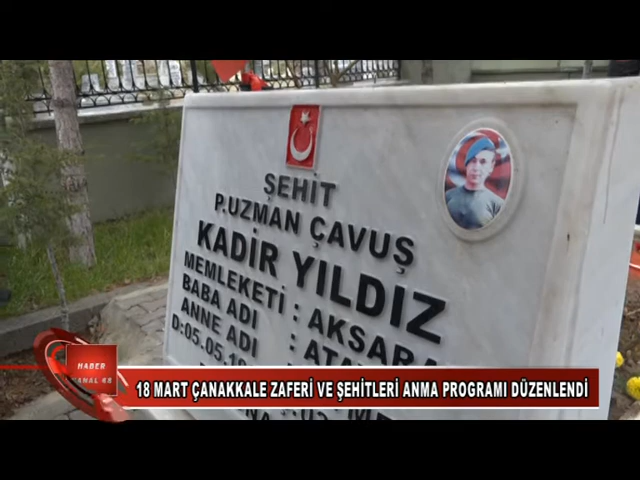 ŞEHİT
P.UZMAN ÇAVUŞ
KADİR YILDIZ
MEMLEKETİ : AKSARA
BABA ADI : ATA
ANNE ADI :
D:05.05.19
HABER
KANAL 68
18 MART ÇANAKKALE ZAFERİ VE ŞEHİTLERİ ANMA PROGRAMI DÜZENLENDİ